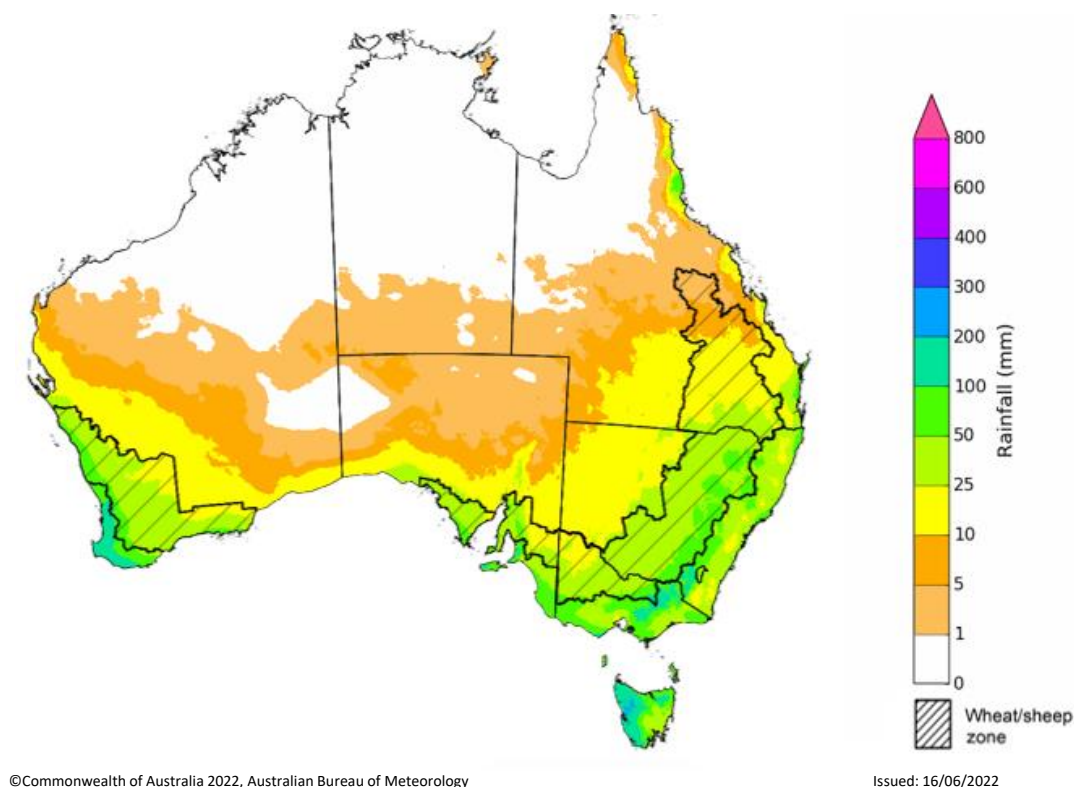 800
600
400
300
200
100
50
25
10
5
1
0
Rainfall (mm)
Wheat/sheep
zone
©Commonwealth of Australia 2022, Australian Bureau of Meteorology
Issued: 16/06/2022